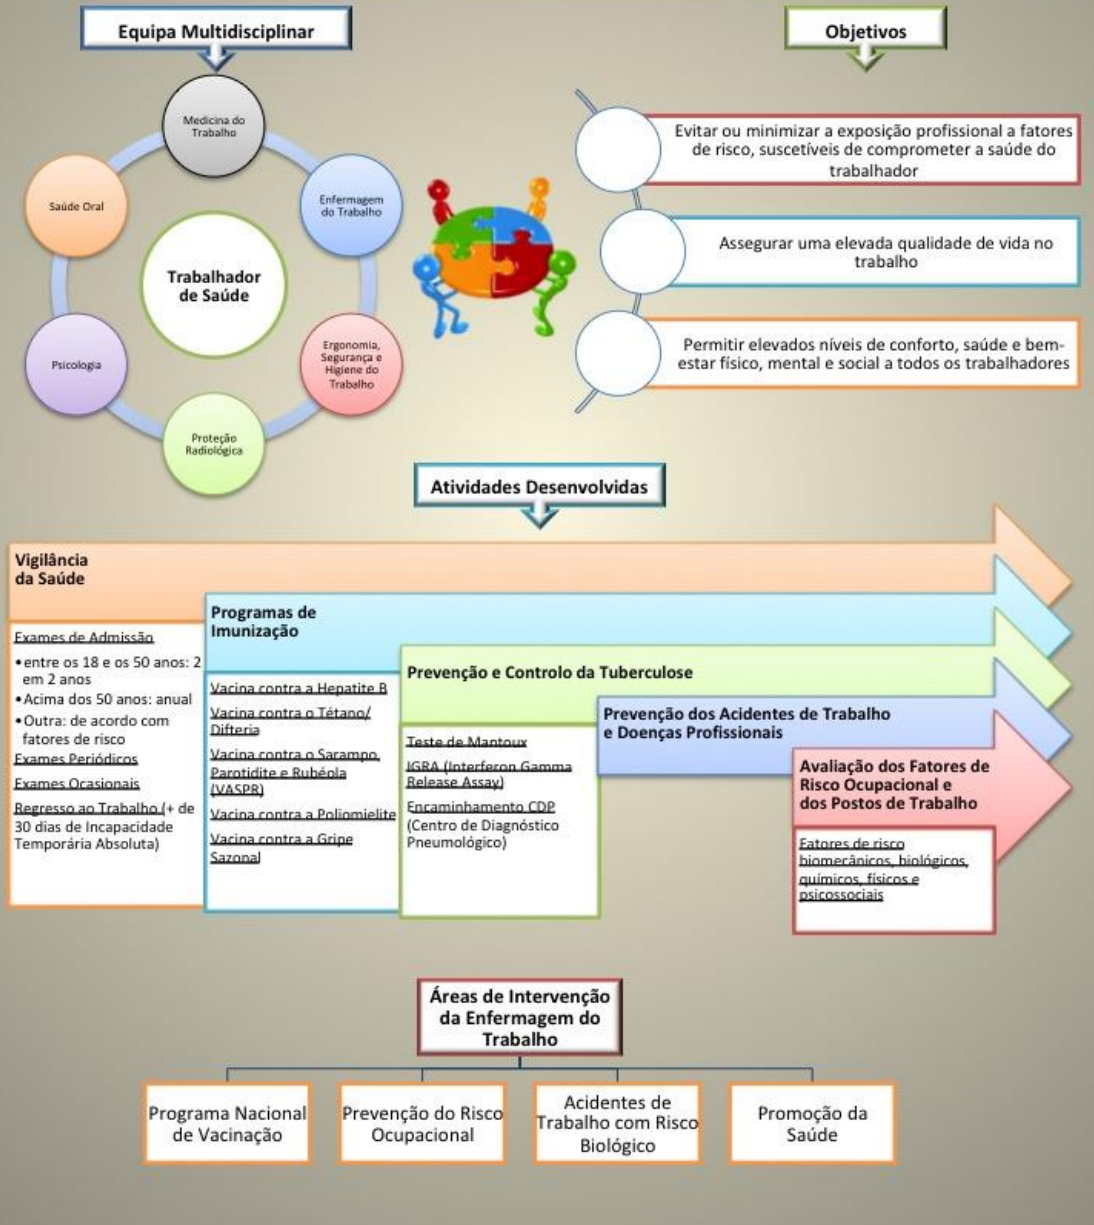 Equipa Multidisciplinar
Medicina do
Trabalho
Enfermagem
do Trabalho
Ergonomia,
Segurança e
Higiene do
Trabalho
Proteção
Radiológica
Psicologia
Saúde Oral
Trabalhador
de Saúde
Objetivos
Evitar ou minimizar a exposição profissional a fatores
de risco, suscetíveis de comprometer a saúde do
trabalhador
Assegurar uma elevada qualidade de vida no
trabalho
Permitir elevados níveis de conforto, saúde e bem-
estar físico, mental e social a todos os trabalhadores
Atividades Desenvolvidas
Vigilância
da Saúde
Exames de Admissão
•entre os 18 e os 50 anos: 2
em 2 anos
•Acima dos 50 anos: anual
•Outra: de acordo com
fatores de risco
Exames Periódicos
Exames Ocasionais
Regresso ao Trabalho (+ de
30 dias de Incapacidade
Temporária Absoluta)
Programas de
Imunização
Vacina contra a Hepatite B
Vacina contra o Tétano/
Difteria
Vacina contra o Sarampo,
Parotidite e Rubéola
(VASPR)
Vacina contra a Poliomielite
Vacina contra a Gripe
Sazonal
Prevenção e Controlo da Tuberculose
Teste de Mantoux
IGRA (Interferon Gamma
Release Assay)
Encaminhamento CDP
(Centro de Diagnóstico
Pneumológico)
Prevenção dos Acidentes de Trabalho
e Doenças Profissionais
Avaliação dos Fatores de
Risco Ocupacional e
dos Postos de Trabalho
Fatores de risco
biomecânicos, biológicos,
químicos, físicos e
psicossociais
Áreas de Intervenção
da Enfermagem do
Trabalho
Programa Nacional
de Vacinação
Prevenção do Risco
Ocupacional
Acidentes de
Trabalho com Risco
Biológico
Promoção da
Saúde